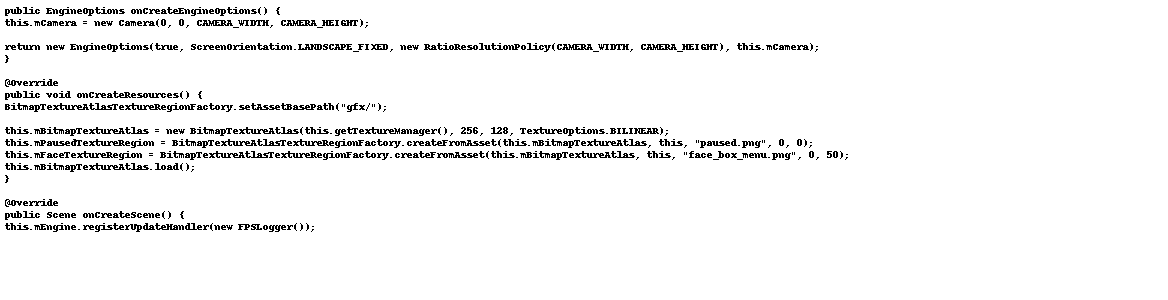 public EngineOptions onCreateEngineOptions() {
this.mCamera = new Camera(0, 0, CAMERA_WIDTH, CAMERA_HEIGHT);
return new EngineOptions(true, ScreenOrientation.LANDSCAPE_FIXED, new RatioResolutionPolicy(CAMERA_WIDTH, CAMERA_HEIGHT), this.mCamera);
}
@Override
public void onCreateResources() {
BitmapTextureAtlasTextureRegionFactory.setAssetBasePath("gfx/");
this.mBitmapTextureAtlas = new BitmapTextureAtlas(this.getTextureManager(), 256, 128, TextureOptions.BILINEAR);
this.mPausedTextureRegion = BitmapTextureAtlasTextureRegionFactory.createFromAsset(this.mBitmapTextureAtlas, this, "paused.png", 0, 0);
this.mFaceTextureRegion = BitmapTextureAtlasTextureRegionFactory.createFromAsset(this.mBitmapTextureAtlas, this, "face_box_menu.png", 0, 50);
this.mBitmapTextureAtlas.load();
}
@Override
public Scene onCreateScene() {
this.mEngine.registerUpdateHandler(new FPSLogger());